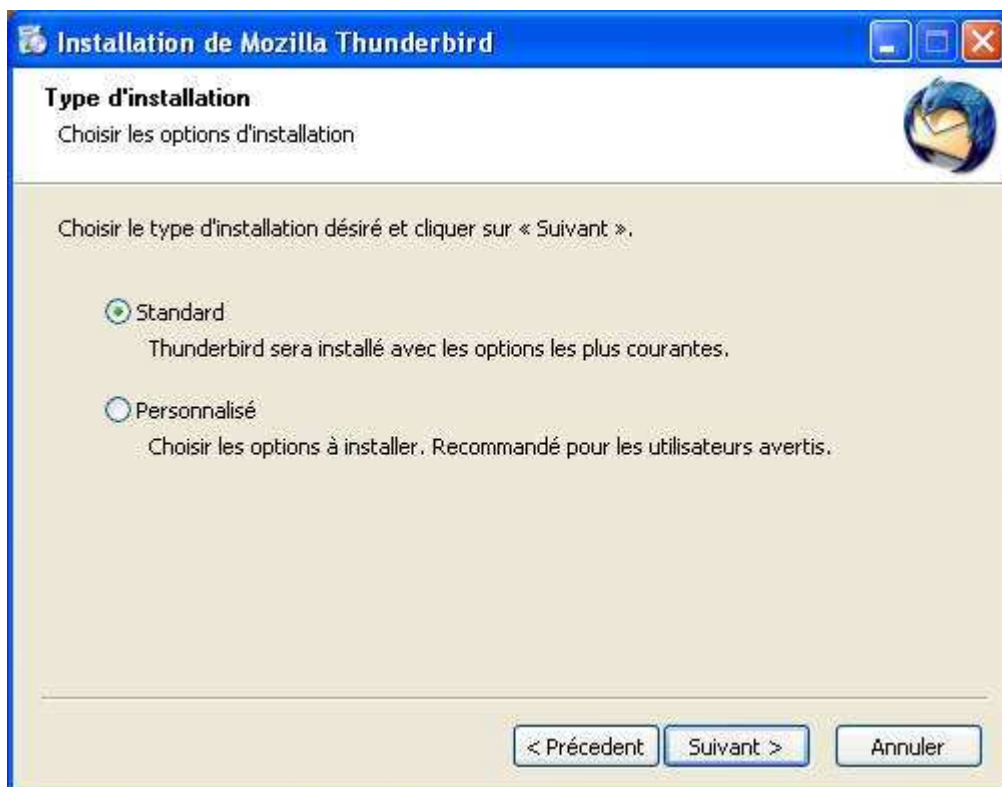 Installation de Mozilla Thunderbird
Type d'installation
Choisir les options d'installation
Choisir le type d'installation désiré et cliquer sur « Suivant ».
Standard
Thunderbird sera installé avec les options les plus courantes.
Personnalisé
Choisir les options à installer. Recommandé pour les utilisateurs avertis.
< Précedent
Suivant >
Annuler